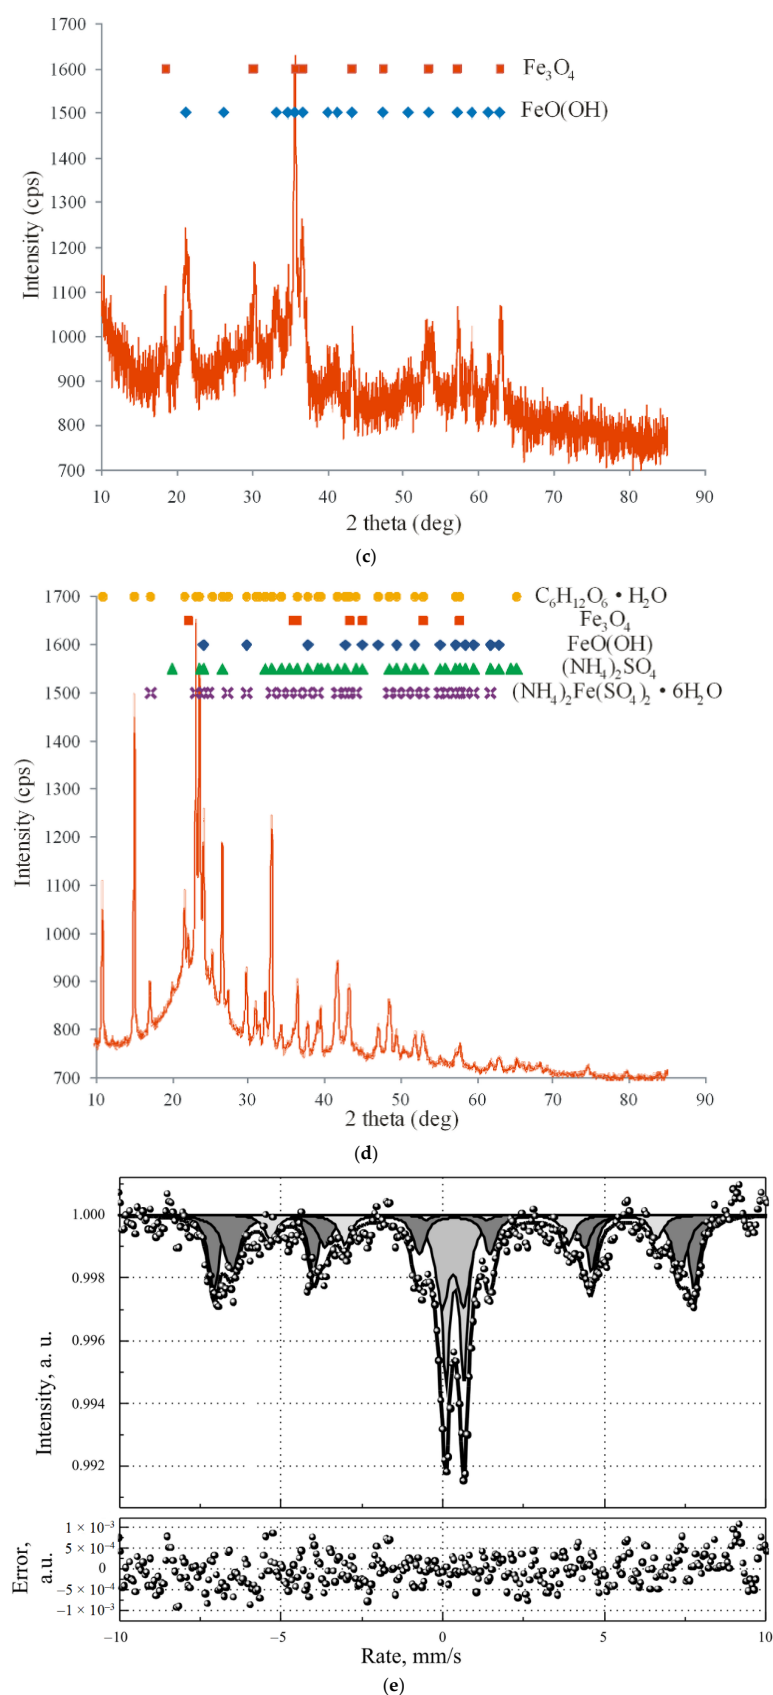 1700
1600
Fe₃O₄
1500
FeO(OH)
1400
1300
1200
1100
1000
900
800
700
Intensity (cps)
10 20 30 40 50 60 70 80 90
2 theta (deg)
(c)
1700
C₆H₁₂O₆ • H₂O
Fe₃O₄
1600
FeO(OH)
(NH₄)₂SO₄
1500
(NH₄)₂Fe(SO₄)₂ • 6H₂O
1400
1300
1200
1100
1000
900
800
700
Intensity (cps)
10 20 30 40 50 60 70 80 90
2 theta (deg)
(d)
1.000
0.998
0.996
0.994
0.992
Intensity, a. u.
1 × 10⁻³
5 × 10⁻⁴
0
−5 × 10⁻⁴
−1 × 10⁻³
Error,
a.u.
−10 −5 0 5 10
Rate, mm/s
(e)